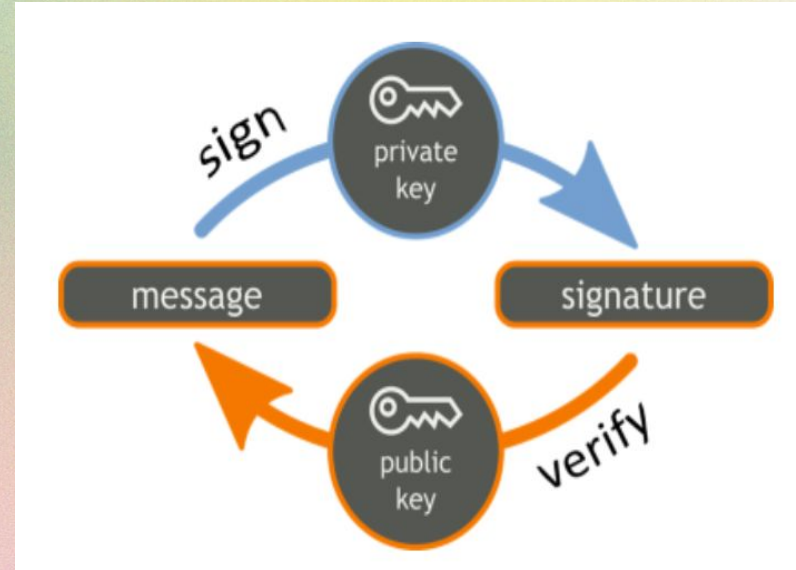 sign
private
key
message
signature
public
key
verify